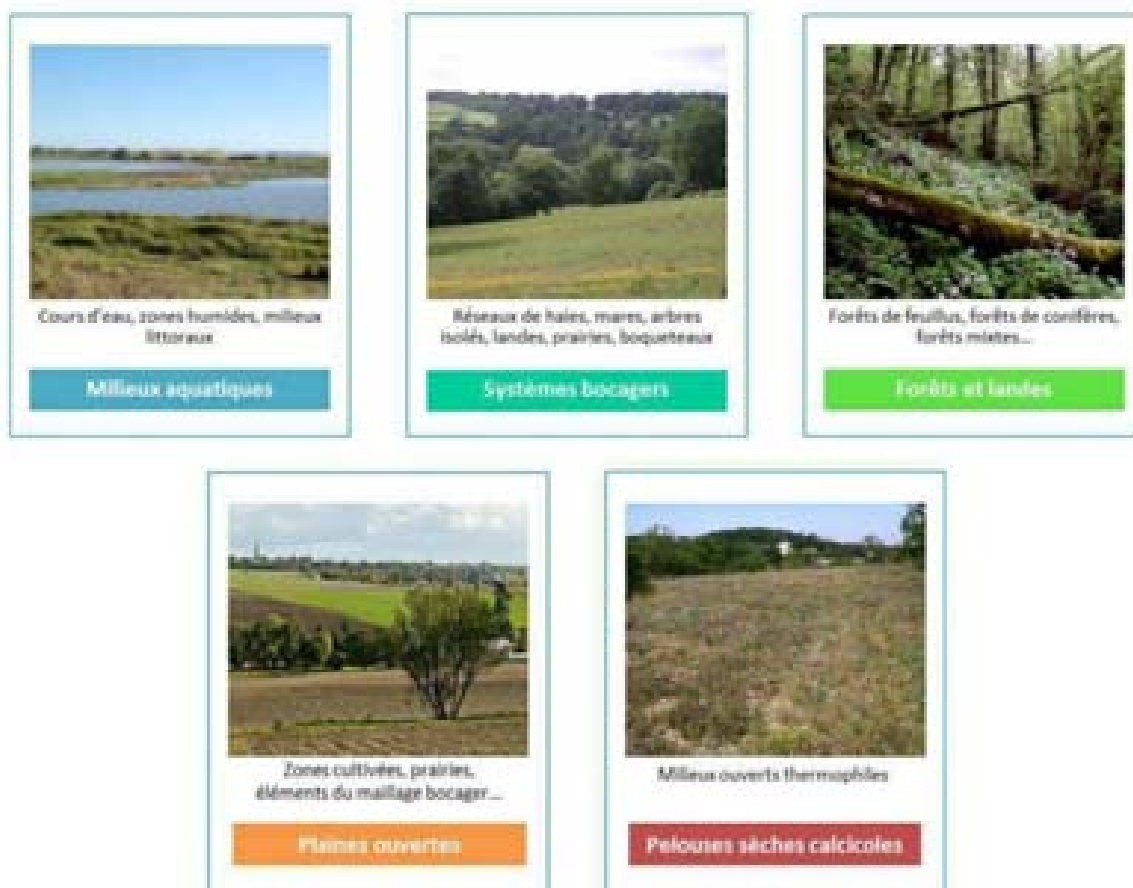 Cours d'eau, zones humides, milieux
littoraux
Milieux aquatiques
Réseaux de haies, mares, arbres
isolés, landes, prairies, boqueteaux
Systèmes bocagers
Forêts de feuillus, forêts de conifères,
forêts mixtes...
Forêts et landes
Zones cultivées, prairies,
éléments du maillage bocager...
Plaines ouvertes
Milieux ouverts thermophiles
Pelouses sèches calcicoles